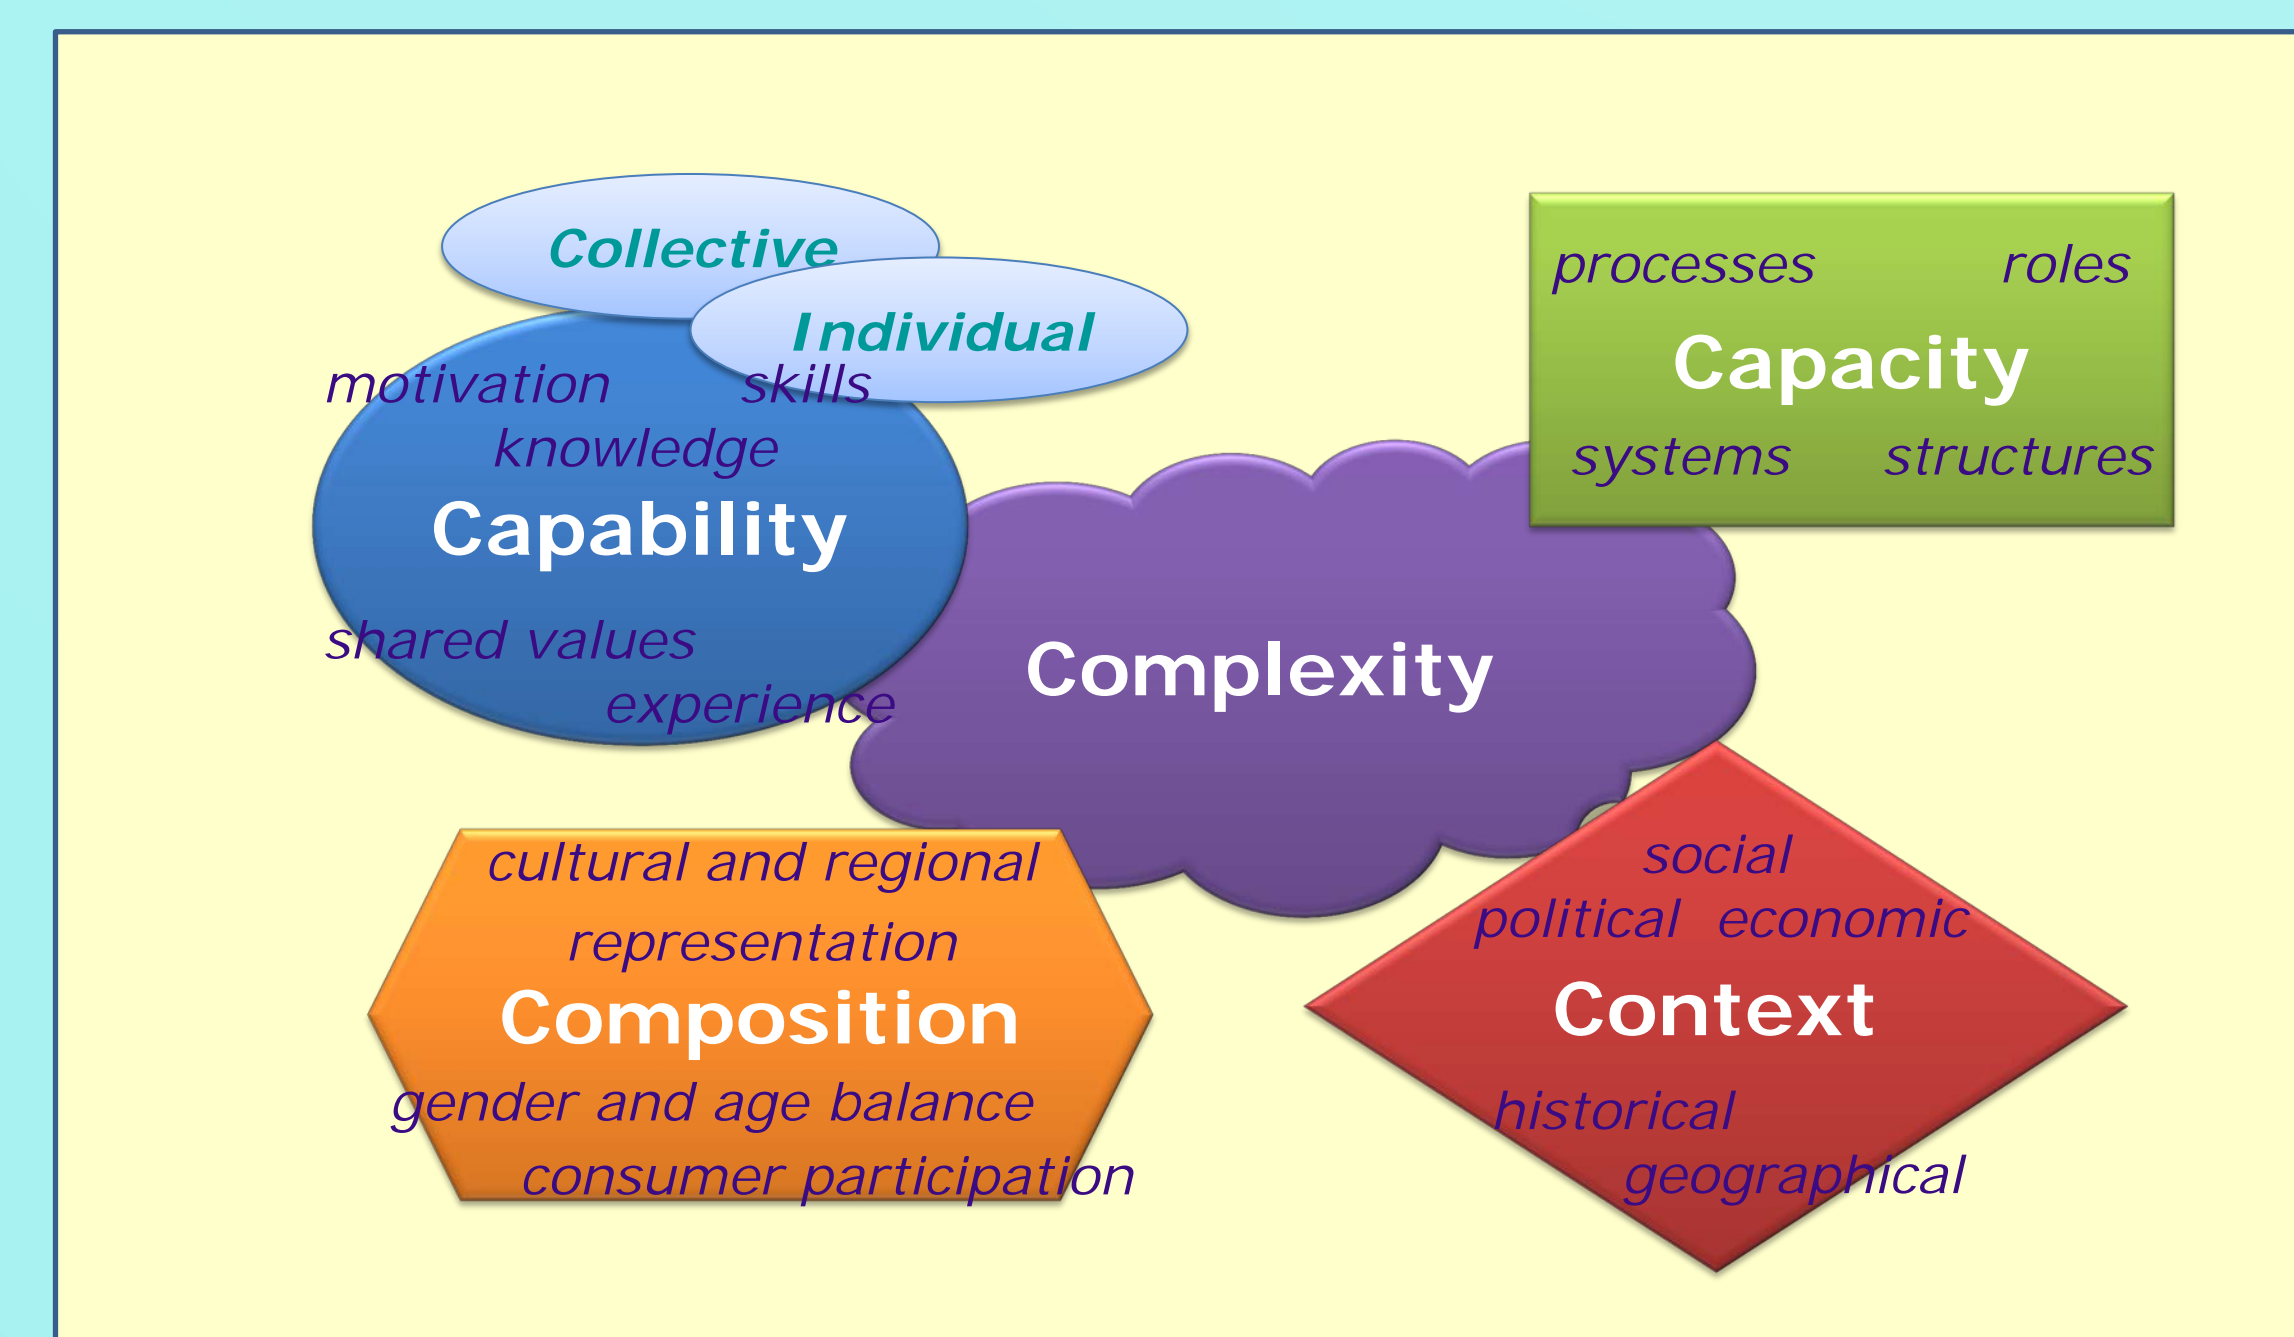 Collective
Individual
motivation skills
knowledge
Capability
shared values
experience
processes roles
Capacity
systems structures
Complexity
cultural and regional
representation
Composition
gender and age balance
consumer participation
social
political economic
Context
historical
geographical